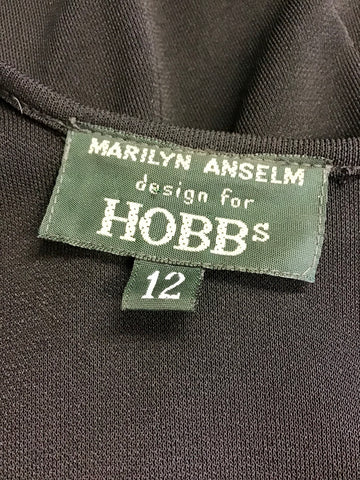 MARILYN ANSELM
design for
HOBBs
12